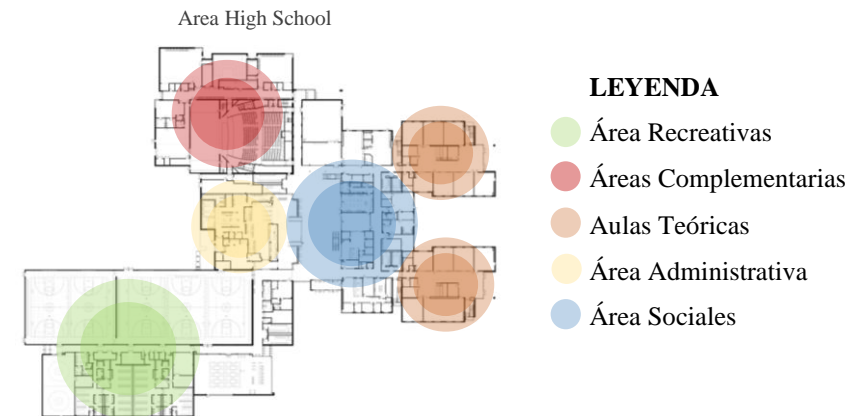 Area High School
LEYENDA
Área Recreativas
Áreas Complementarias
Aulas Teóricas
Área Administrativa
Área Sociales